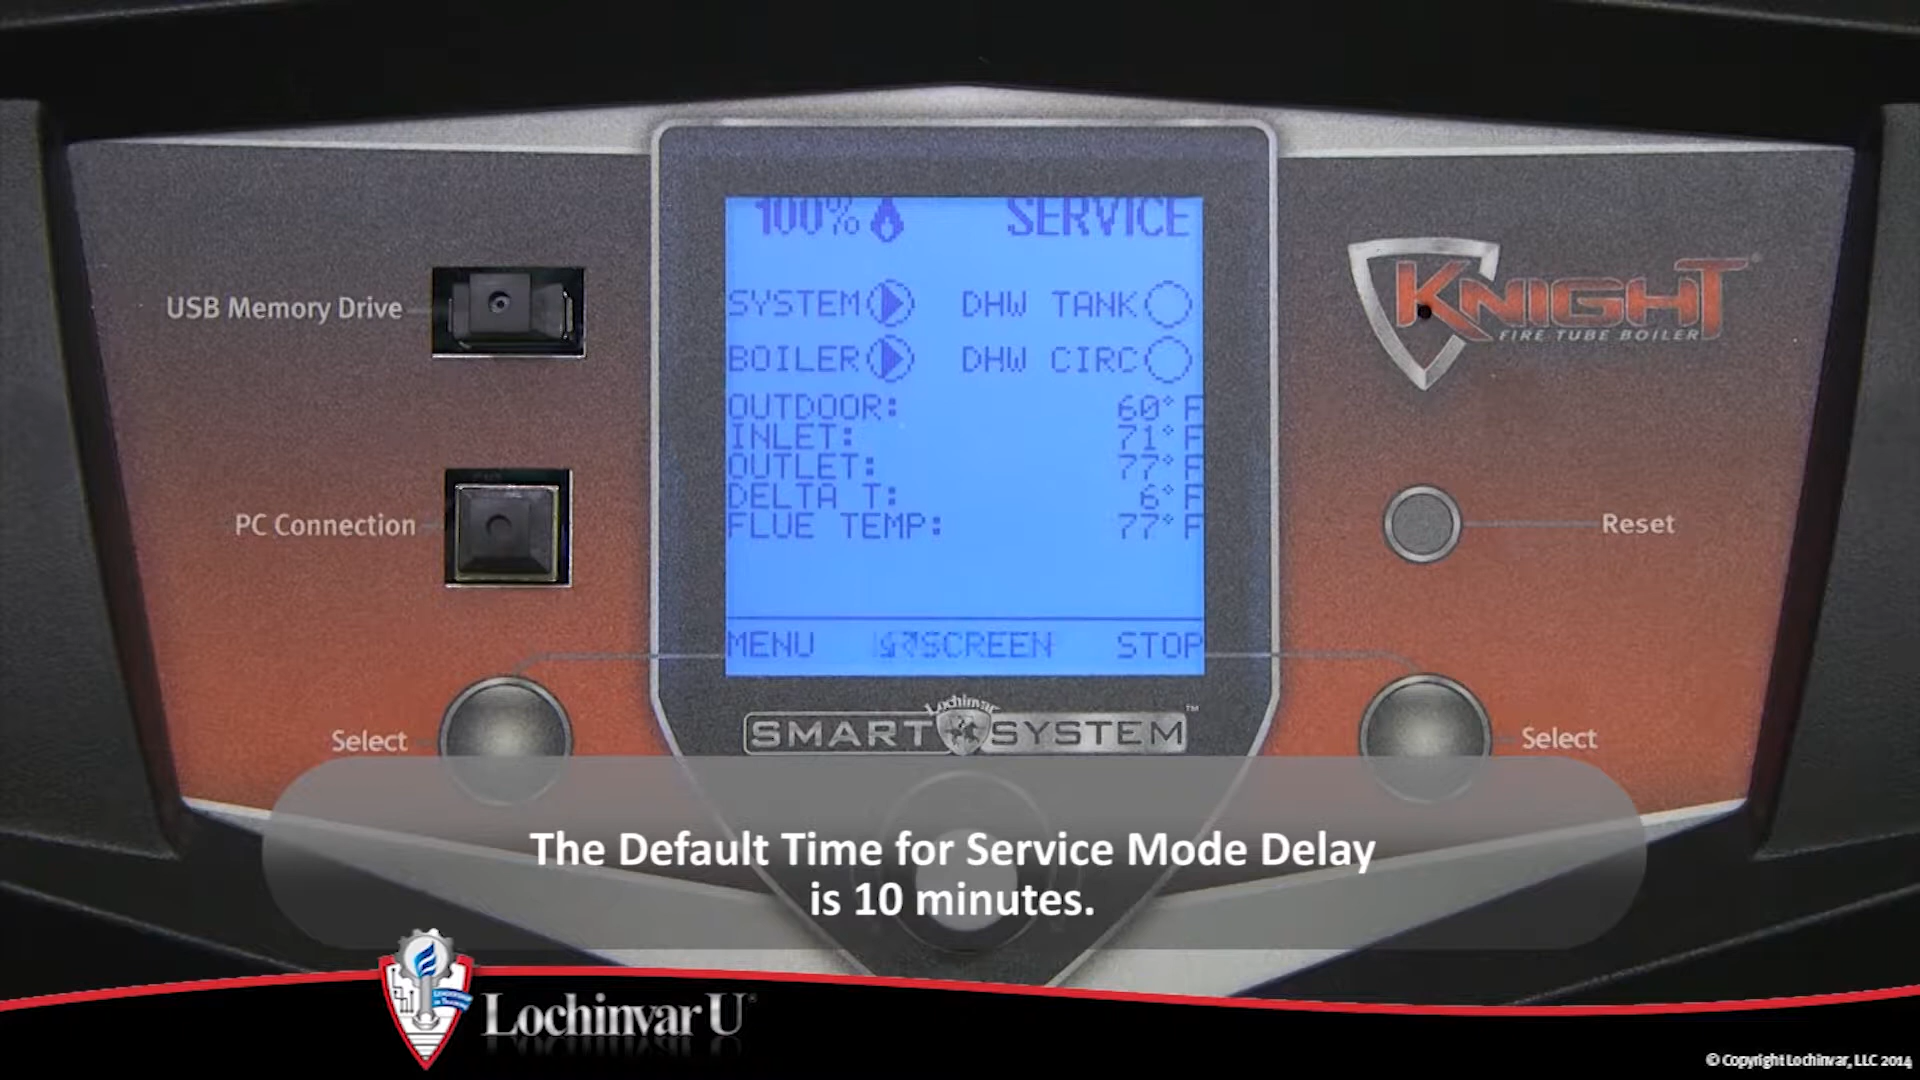 100% SERVICE
SYSTEM DHW TANK
BOILER DHW CIRC
OUTDOOR: 60°F
INLET: 71°F
OUTLET: 77°F
DELTA T: 6°F
FLUE TEMP: 77°F
MENU SCREEN STOP
USB Memory Drive
PC Connection
Select
KNIGHT
FIRE TUBE BOILER
Reset
Select
Lochinvar
SMART SYSTEM™
The Default Time for Service Mode Delay
is 10 minutes.
Lochinvar U®
© Copyright Lochinvar, LLC 2014